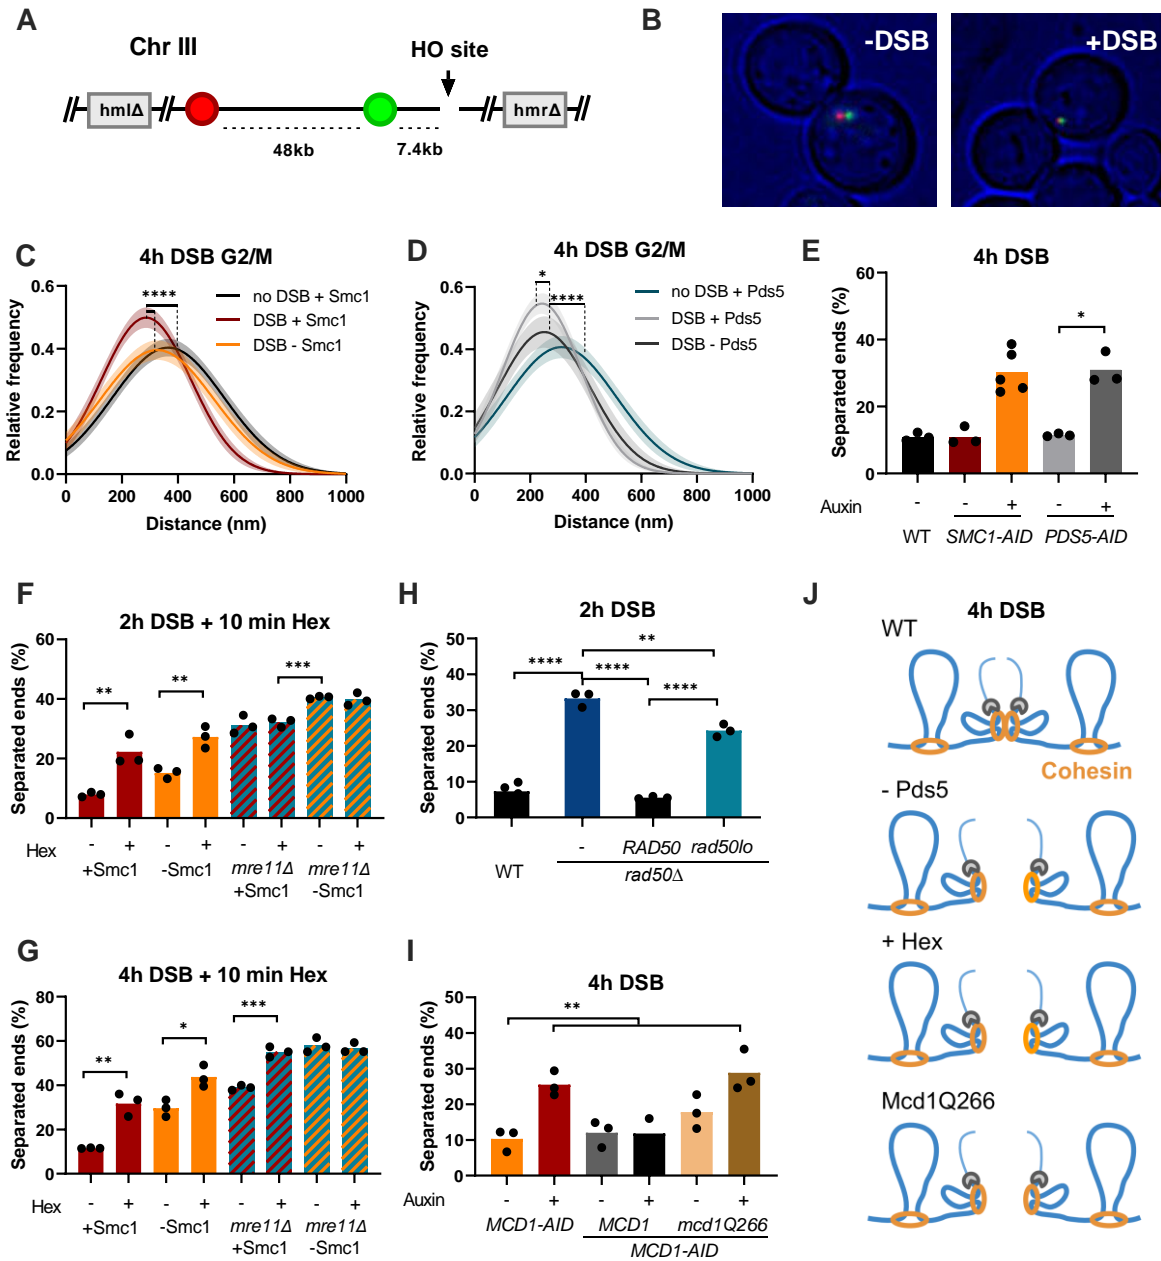 A
Chr III
HO site
hmlΔ
hmrΔ
48kb
7.4kb
B
-DSB
+DSB
C
4h DSB G2/M
Relative frequency
0.6
0.4
0.2
0.0
0 200 400 600 800 1000
Distance (nm)
****
no DSB + Smc1
DSB + Smc1
DSB - Smc1
D
4h DSB G2/M
Relative frequency
0.6
0.4
0.2
0.0
0 200 400 600 800 1000
Distance (nm)
*
****
no DSB + Pds5
DSB + Pds5
DSB - Pds5
E
4h DSB
Separated ends (%)
60
40
20
0
*
Auxin - + - +
WT SMC1-AID PDS5-AID
F
2h DSB + 10 min Hex
Separated ends (%)
60
40
20
0
** ** ***
Hex - + - + - + - +
+Smc1 -Smc1 mre11Δ mre11Δ
+Smc1 -Smc1
H
2h DSB
Separated ends (%)
50
40
30
20
10
0
**
**** **** ****
- RAD50 rad50lo
WT rad50Δ
G
4h DSB + 10 min Hex
Separated ends (%)
80
60
40
20
0
** * ***
Hex - + - + - + - +
+Smc1 -Smc1 mre11Δ mre11Δ
+Smc1 -Smc1
I
4h DSB
Separated ends (%)
50
40
30
20
10
0
**
Auxin - + - + - +
MCD1-AID MCD1 mcd1Q266
MCD1-AID
J
4h DSB
WT
Cohesin
- Pds5
+ Hex
Mcd1Q266